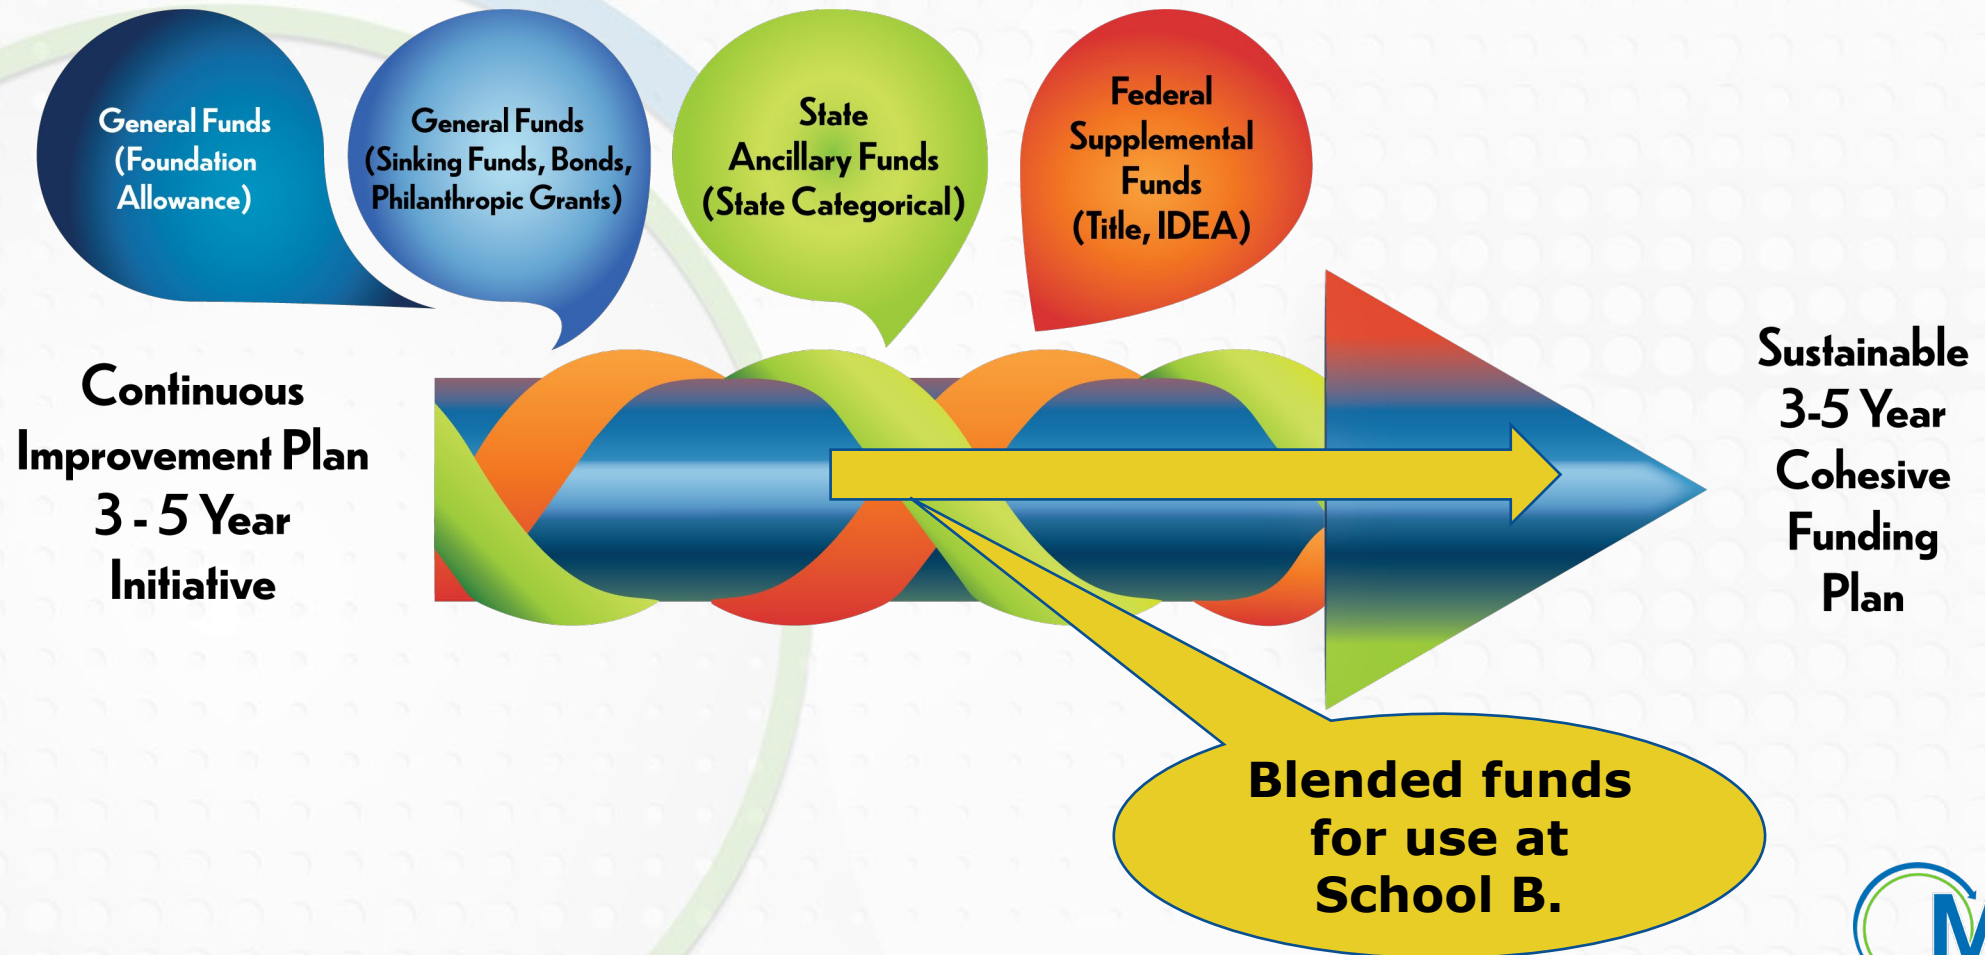 General Funds
(Foundation
Allowance)
General Funds
(Sinking Funds, Bonds,
Philanthropic Grants)
State
Ancillary Funds
(State Categorical)
Federal
Supplemental
Funds
(Title, IDEA)
Continuous
Improvement Plan
3 - 5 Year
Initiative
Sustainable
3-5 Year
Cohesive
Funding
Plan
Blended funds
for use at
School B.
M